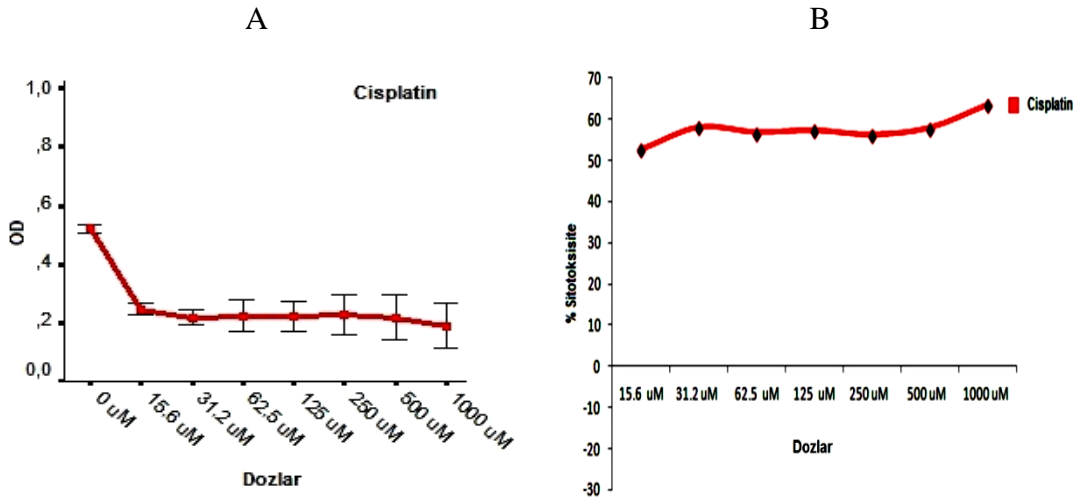 A
B
Cisplatin
1,0
,8
,6
,4
,2
0,0
OD
0 uM
15.6 uM
31.2 uM
62,5 uM
125 uM
250 uM
500 uM
1000 uM
Dozlar
70
60
50
40
30
20
10
0
-10
-20
-30
% Sitotoksisite
15.6 uM 31.2 uM 62.5 uM 125 uM 250 uM 500 uM 1000 uM
Dozlar
Cisplatin